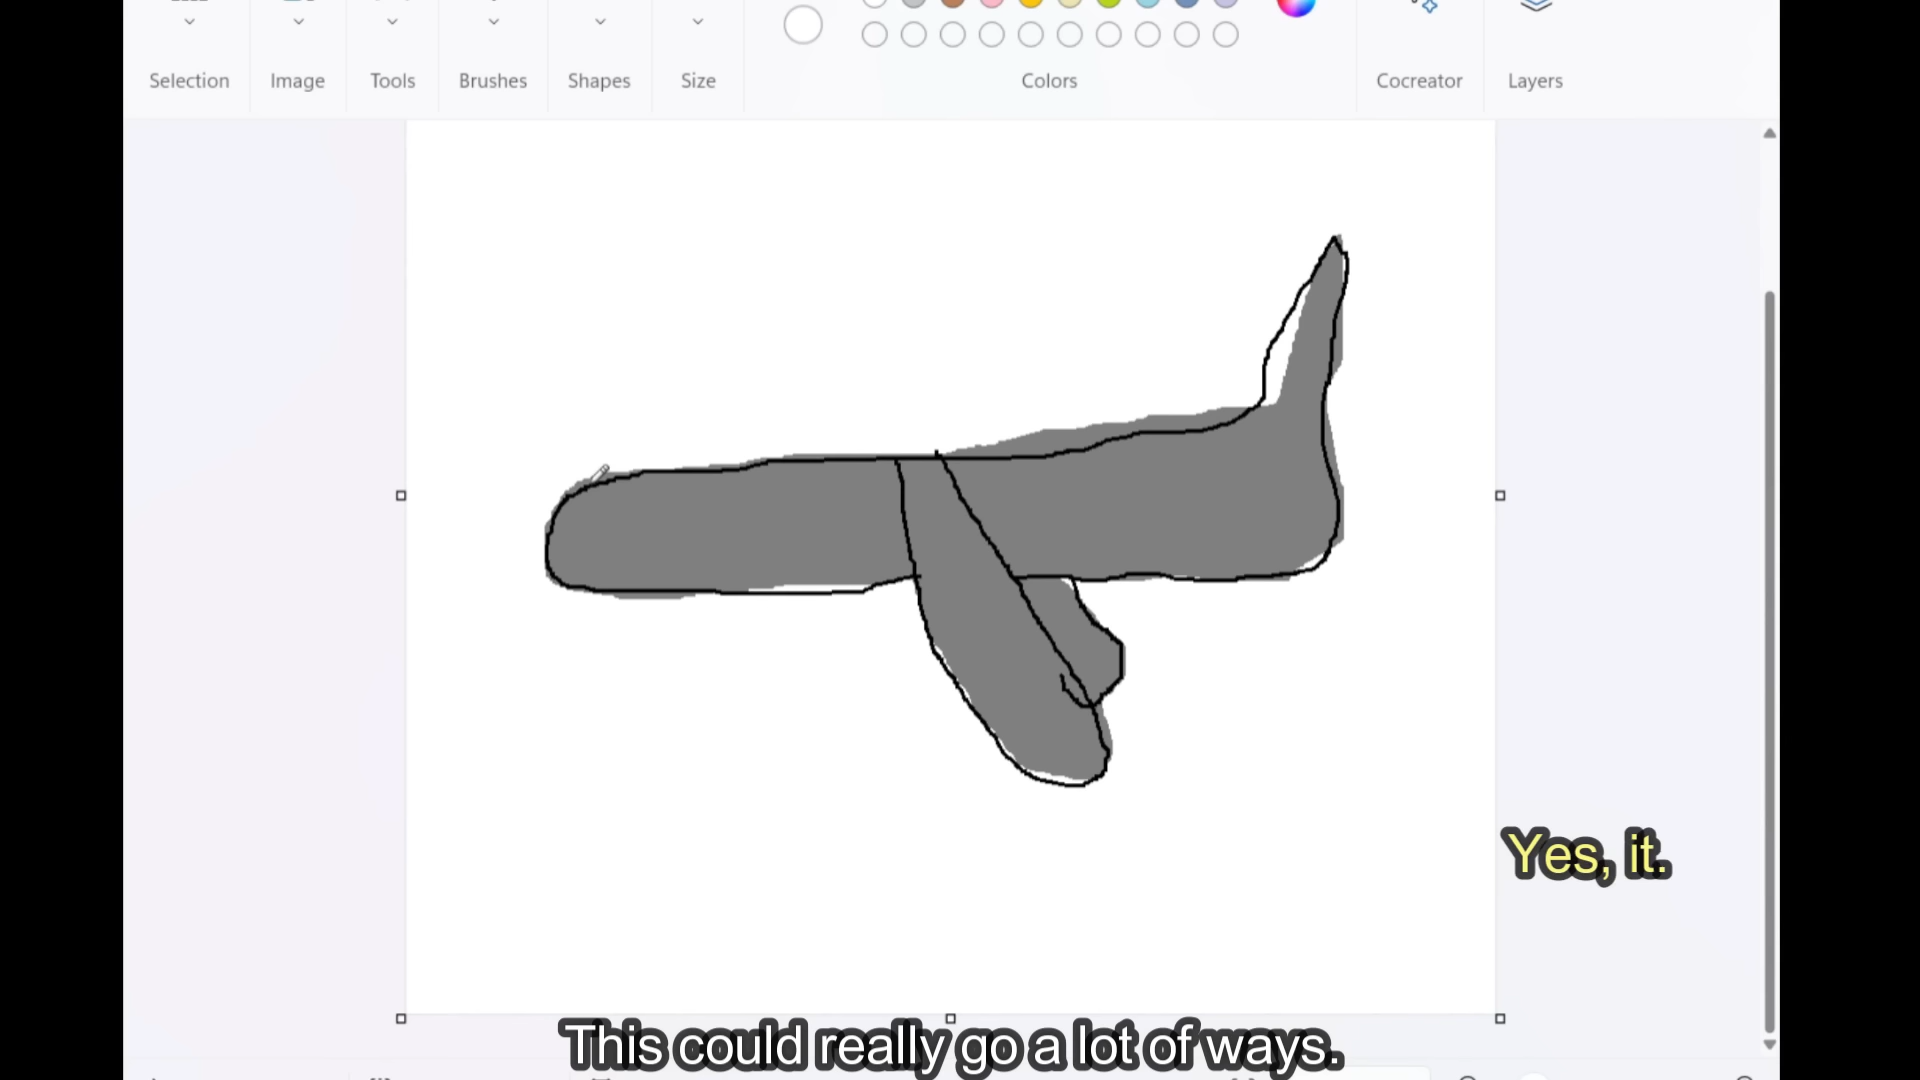 Selection Image Tools Brushes Shapes Size Colors Cocreator Layers
Yes, it.
This could really go a lot of ways.